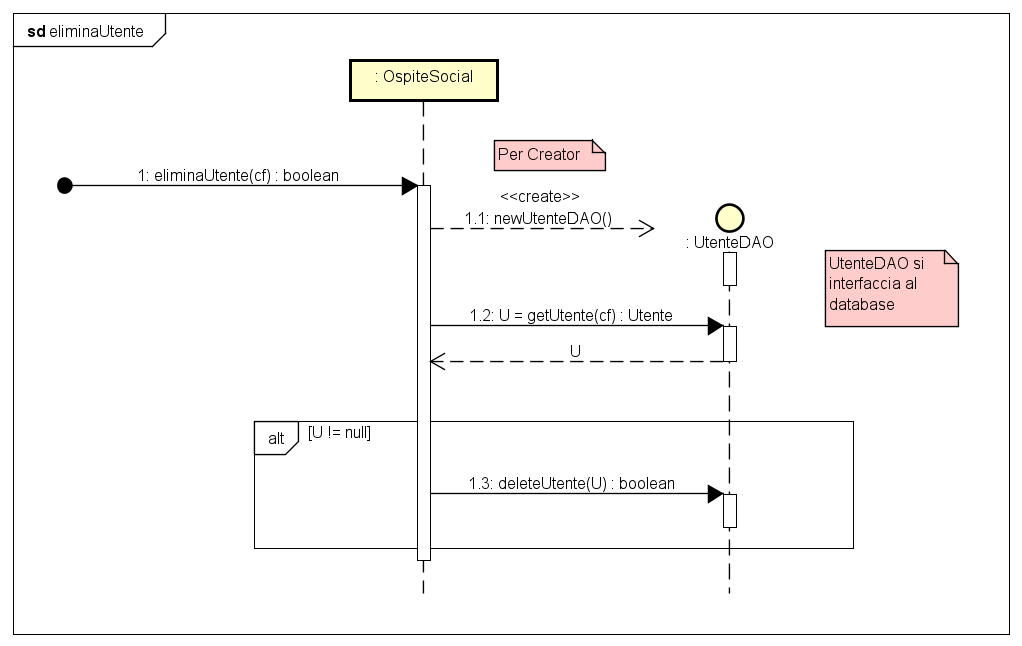 sd eliminaUtente
: OspiteSocial
Per Creator
1: eliminaUtente(cf) : boolean
<<create>>
1.1: newUtenteDAO()
: UtenteDAO
UtenteDAO si
interfaccia al
database
1.2: U = getUtente(cf) : Utente
U
alt
[U != null]
1.3: deleteUtente(U) : boolean